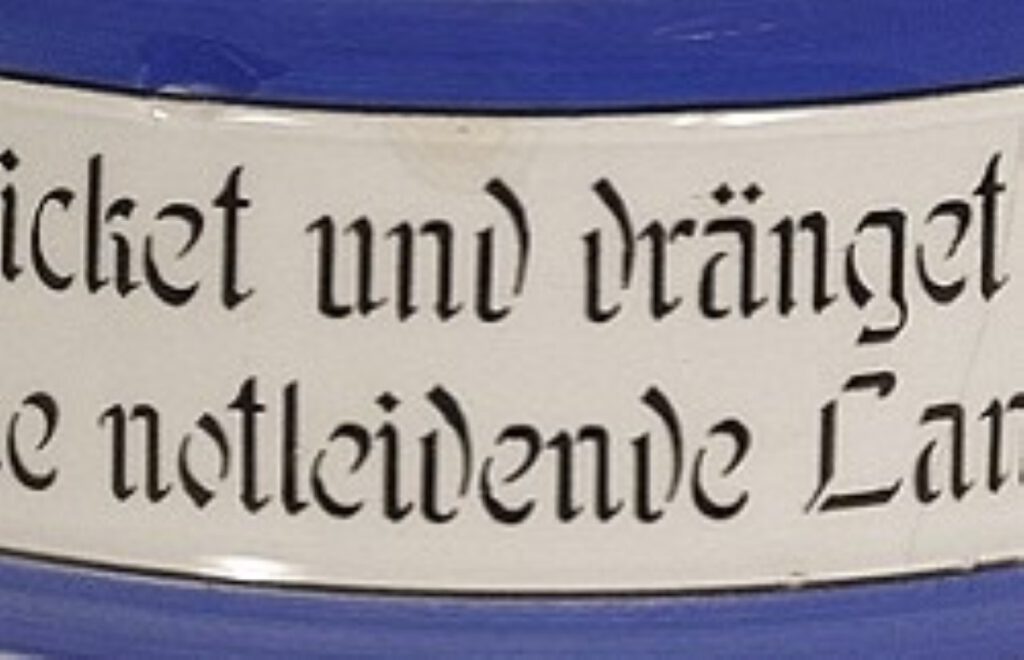 icket und dränget
e notleidende Lan